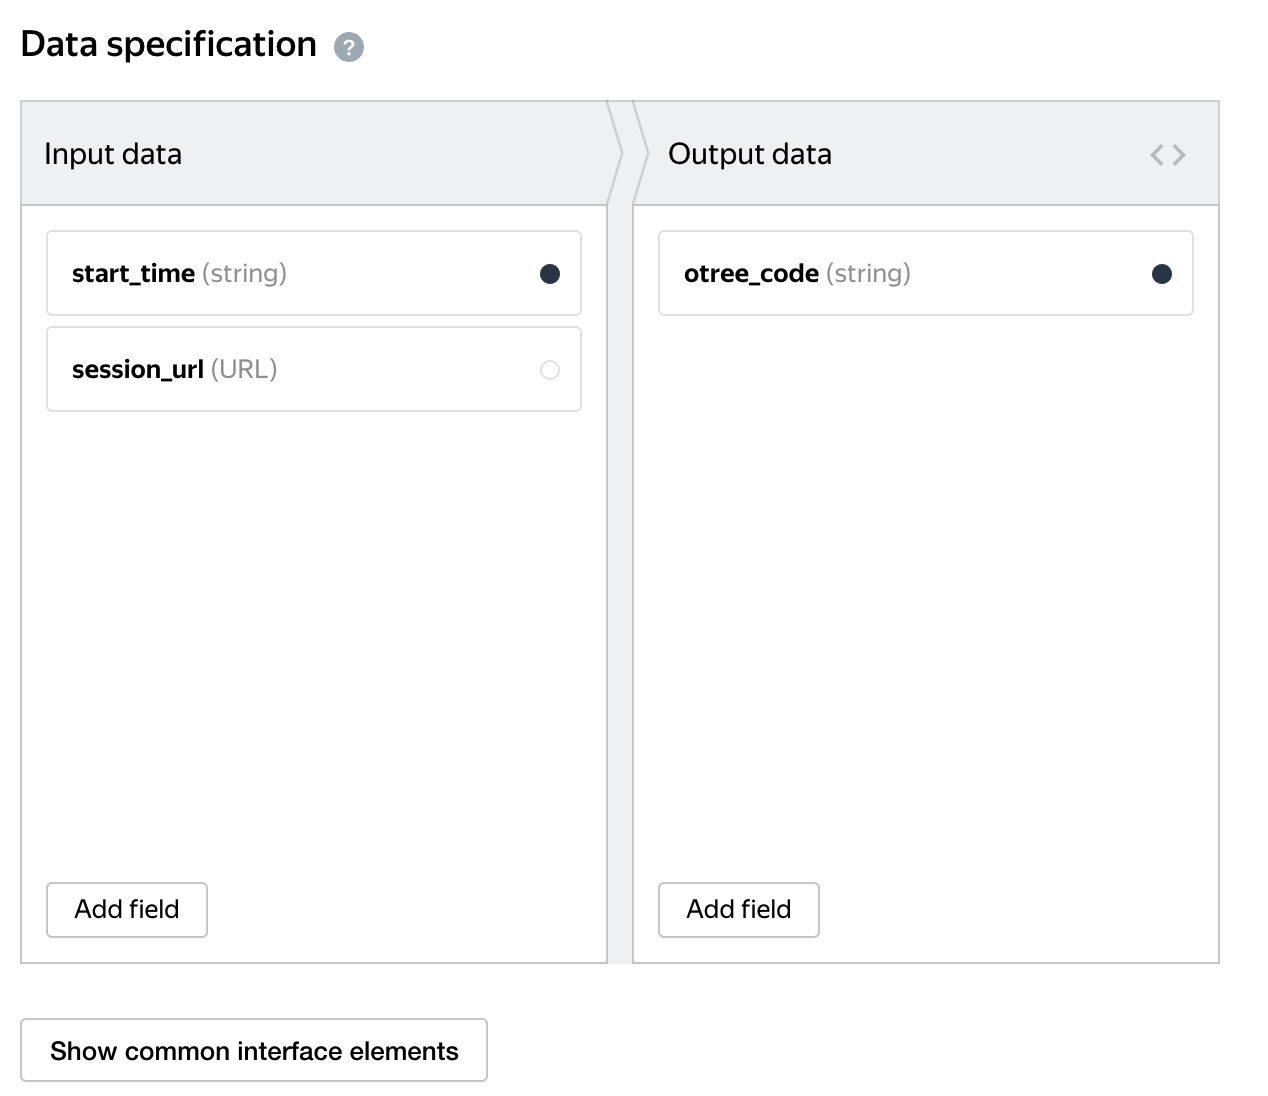 Data specification ?
Input data
Output data
start_time (string)
session_url (URL)
otree_code (string)
Add field
Add field
Show common interface elements